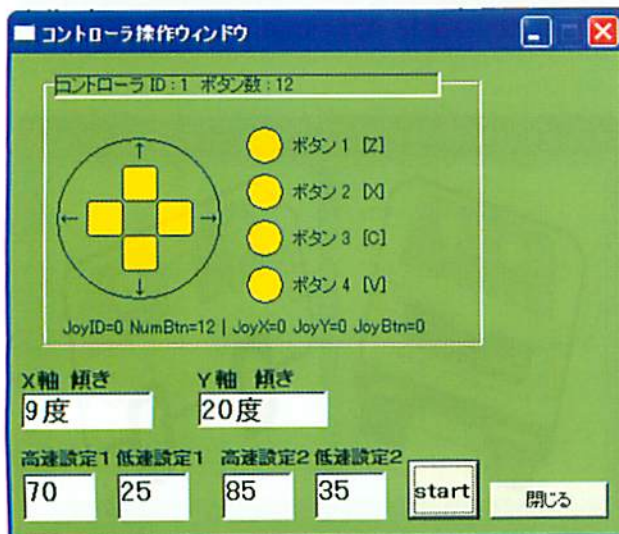 コントローラ操作ウィンドウ
コントローラ ID : 1 ボタン数 : 12
↑
← →
↓
ボタン 1 [Z]
ボタン 2 [X]
ボタン 3 [C]
ボタン 4 [V]
JoyID=0 NumBtn=12 | JoyX=0 JoyY=0 JoyBtn=0
X軸 傾き Y軸 傾き
9度 20度
高速設定1 低速設定1 高速設定2 低速設定2
70 25 85 35 start 閉じる